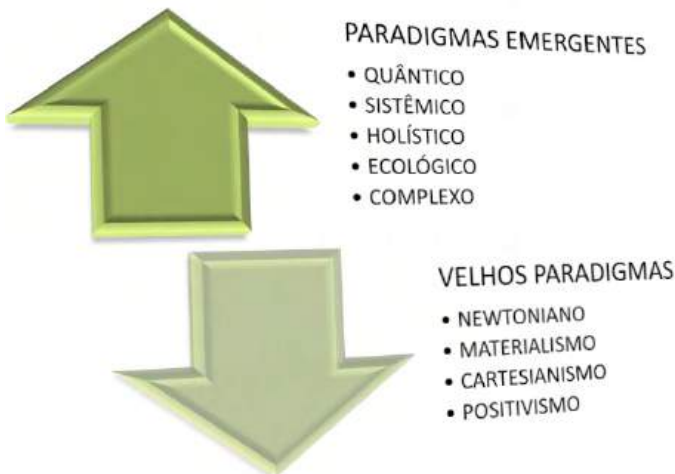 PARADIGMAS EMERGENTES
• QUÂNTICO
• SISTÊMICO
• HOLÍSTICO
• ECOLÓGICO
• COMPLEXO
VELHOS PARADIGMAS
• NEWTONIANO
• MATERIALISMO
• CARTESIANISMO
• POSITIVISMO